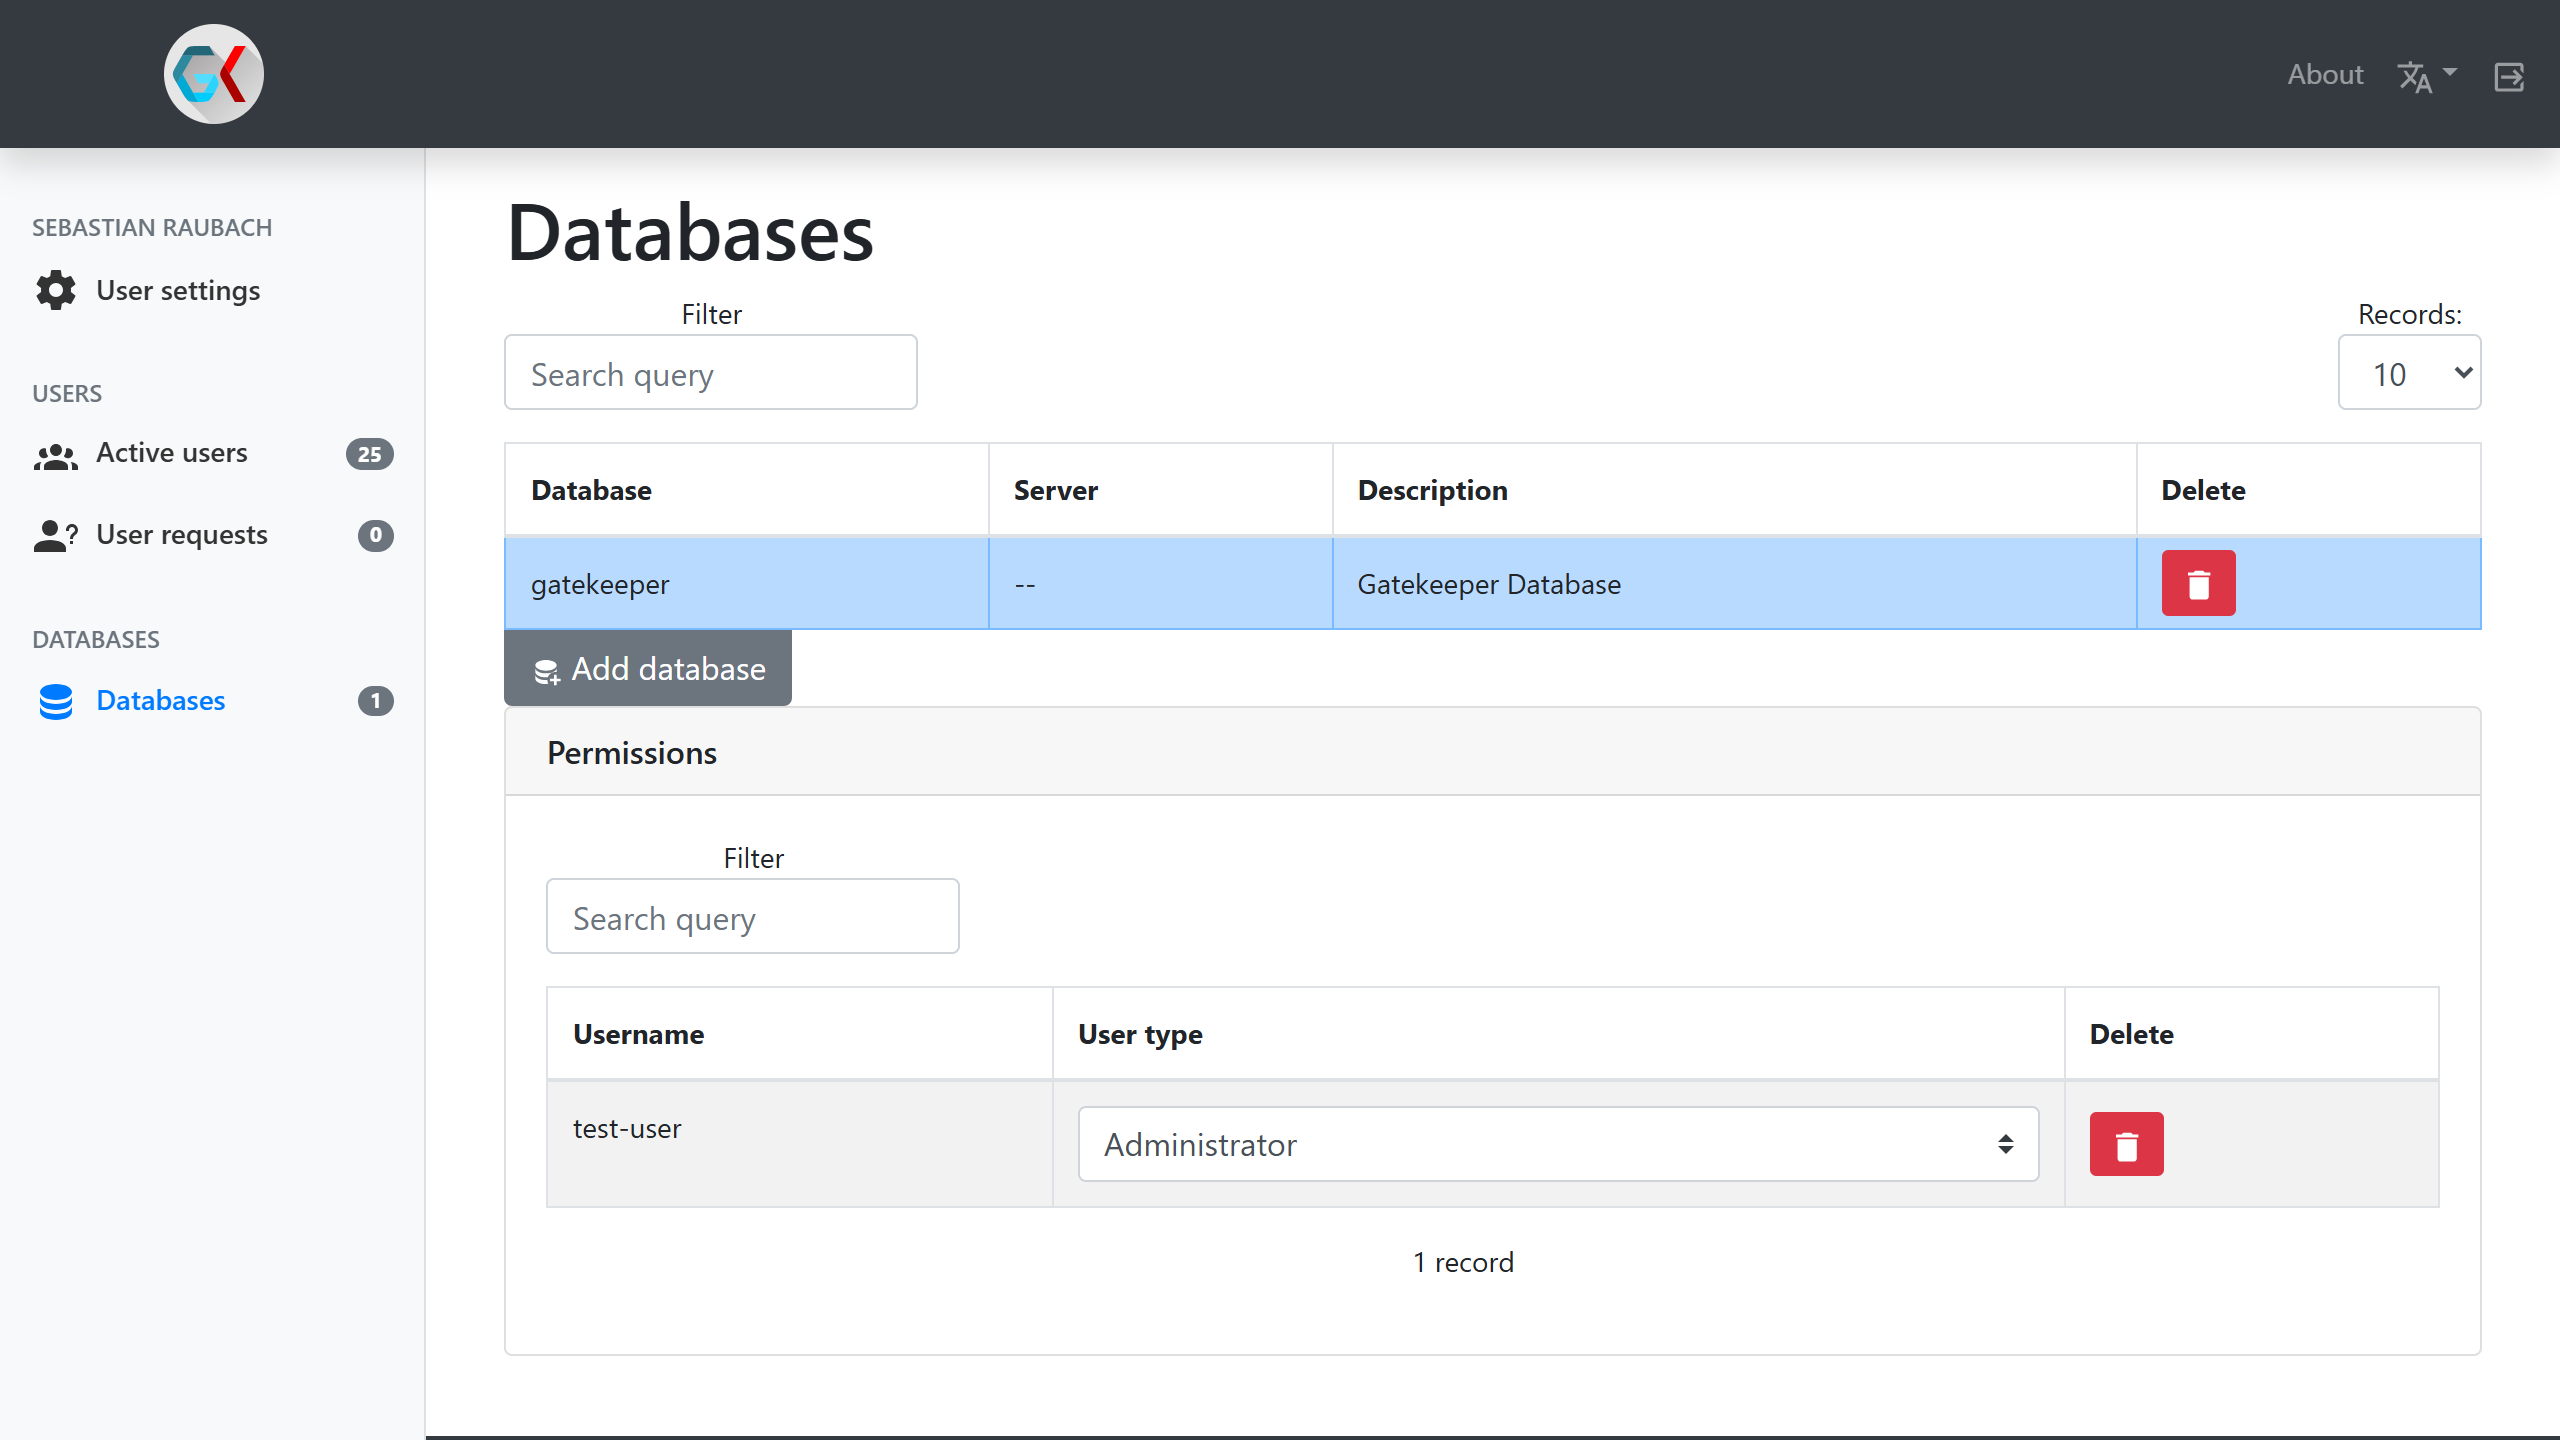 GK
About
SEBASTIAN RAUBACH
User settings
USERS
Active users 25
User requests 0
DATABASES
Databases 1
Databases
Filter
Search query
Records:
10
Database Server Description Delete
gatekeeper -- Gatekeeper Database
Add database
Permissions
Filter
Search query
Username User type Delete
test-user Administrator
1 record